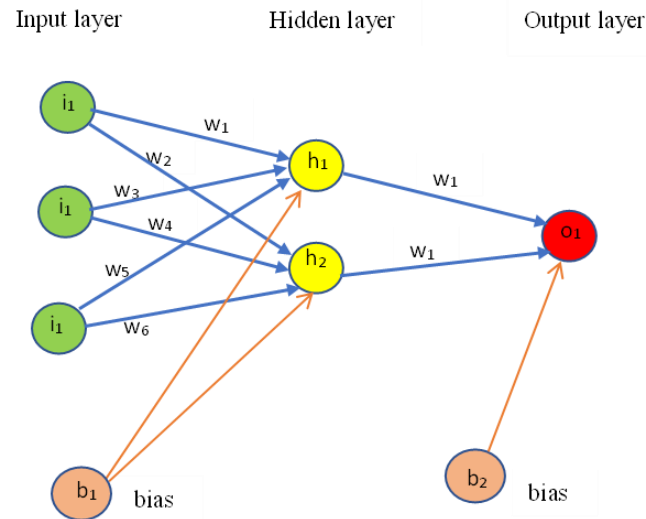 Input layer Hidden layer Output layer
i₁
w₁
h₁
w₂
w₃
w₁
i₁
w₄
o₁
h₂
w₁
w₅
i₁
w₆
b₂
b₁ bias bias